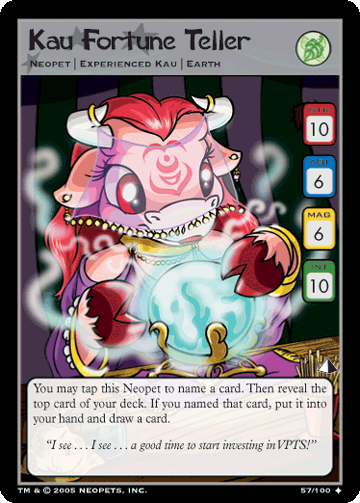 Kau Fortune Teller
Neopet | Experienced Kau | Earth
STR
10
AGI
6
MAG
6
INT
10
You may tap this Neopet to name a card. Then reveal the
top card of your deck. If you named that card, put it into
your hand and draw a card.
“I see . . . I see . . . a good time to start investing in VPTS!”
TM & © 2005 NEOPETS, INC.
57/100